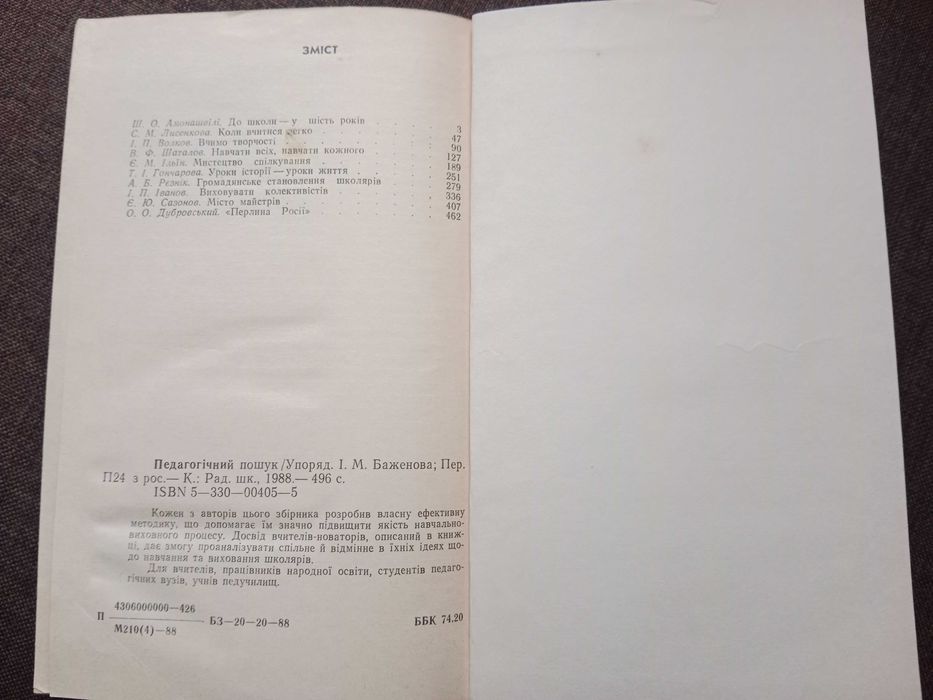 ЗМІСТ
Ш. О. Амонашвілі. До школи — у шість років . . . . 3
С. М. Лисенкова. Коли вчитися легко . . . . 47
І. П. Волков. Вчимо творчості . . . . 90
В. Ф. Шаталов. Навчати всіх, навчати кожного . . . . 127
Є. М. Ільїн. Мистецтво спілкування . . . . 189
Т. І. Гончарова. Уроки історії — уроки життя . . . . 251
А. Б. Резнік. Громадянське становлення школярів . . . . 279
І. П. Іванов. Виховувати колективістів . . . . 336
Є. Ю. Сазонов. Місто майстрів . . . . 407
О. О. Дубровський. «Перлина Росії» . . . . 462
Педагогічний пошук /Упоряд. І. М. Баженова; Пер.
П24 з рос.— К.: Рад. шк., 1988.— 496 с.
ISBN 5—330—00405—5
Кожен з авторів цього збірника розробив власну ефективну
методику, що допомагає їм значно підвищити якість навчально-
виховного процесу. Досвід вчителів-новаторів, описаний в книж-
ці, дає змогу проаналізувати спільне й відмінне в їхніх ідеях що-
до навчання та виховання школярів.
Для вчителів, працівників народної освіти, студентів педаго-
гічних вузів, учнів педучилищ.
4306000000—426
П БЗ—20—20—88 ББК 74.20
М210(4)—88